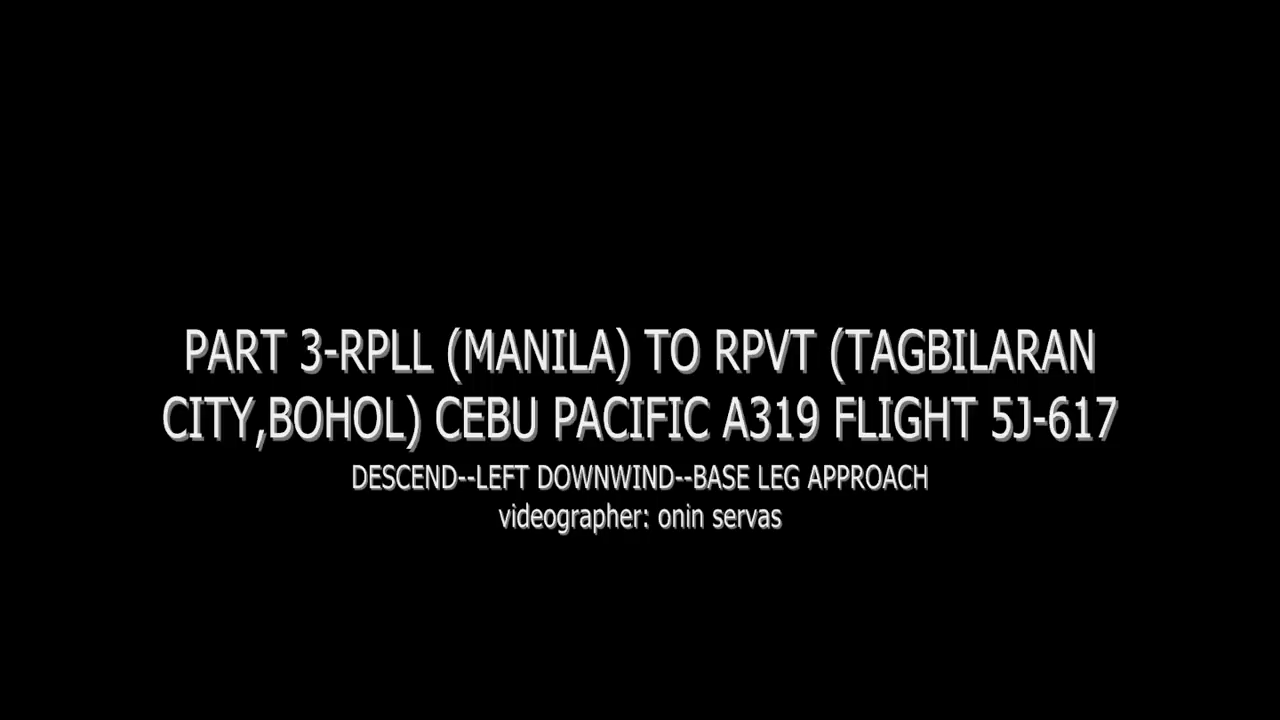 PART 3-RPLL (MANILA) TO RPVT (TAGBILARAN
CITY,BOHOL) CEBU PACIFIC A319 FLIGHT 5J-617
DESCEND--LEFT DOWNWIND--BASE LEG APPROACH
videographer: onin servas